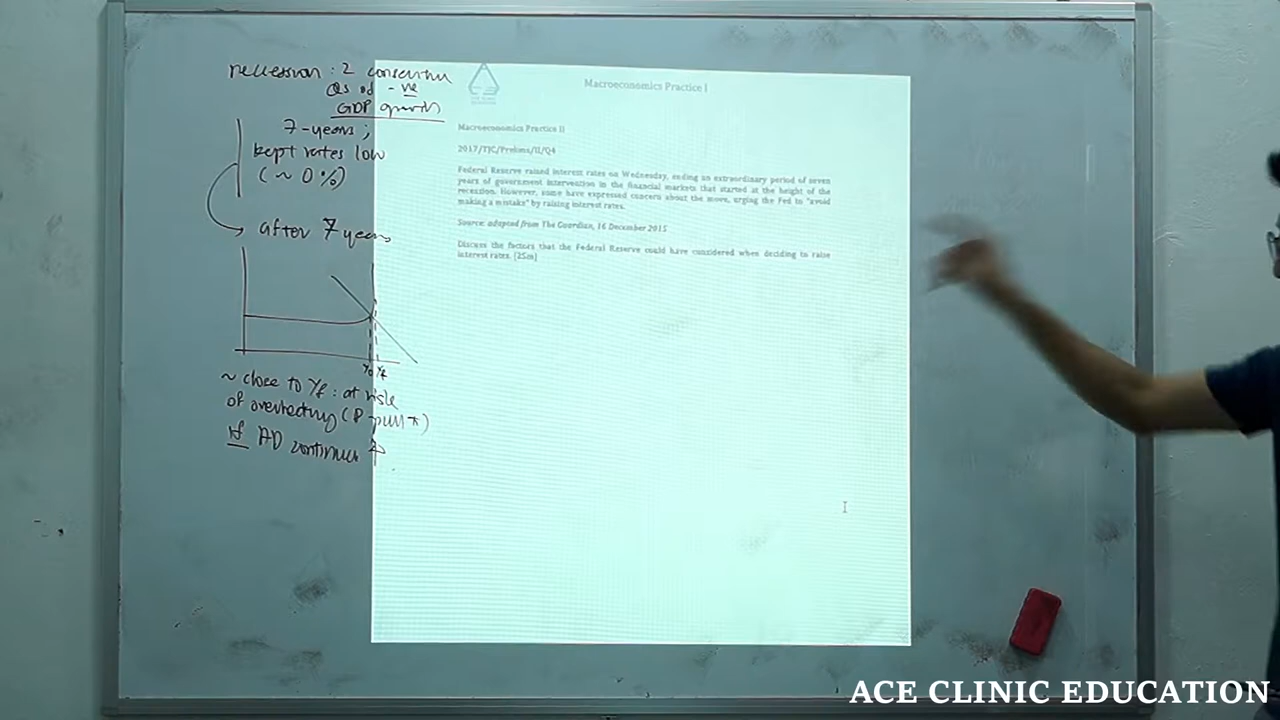 recession : 2 consecutive
Qs of -ve
GDP growth
7-years ;
kept rates low
(~ 0%)
after 7 years
Y0 Yf
~ close to Yf : at risk
of overheating (P-pull
if AD continues ↑
Macroeconomics Practice I
Macroeconomics Practice II
2017/TJC/Prelims/II/Q4
Federal Reserve raised interest rates on Wednesday, ending an extraordinary period of seven
years of government intervention in the financial markets that started at the height of the
recession. However, some have expressed concern about the move, urging the Fed to "avoid
making a mistake" by raising interest rates.
Source: adapted from The Guardian, 16 December 2015
Discuss the factors that the Federal Reserve could have considered when deciding to raise
interest rates. [25m]
ACE CLINIC EDUCATION